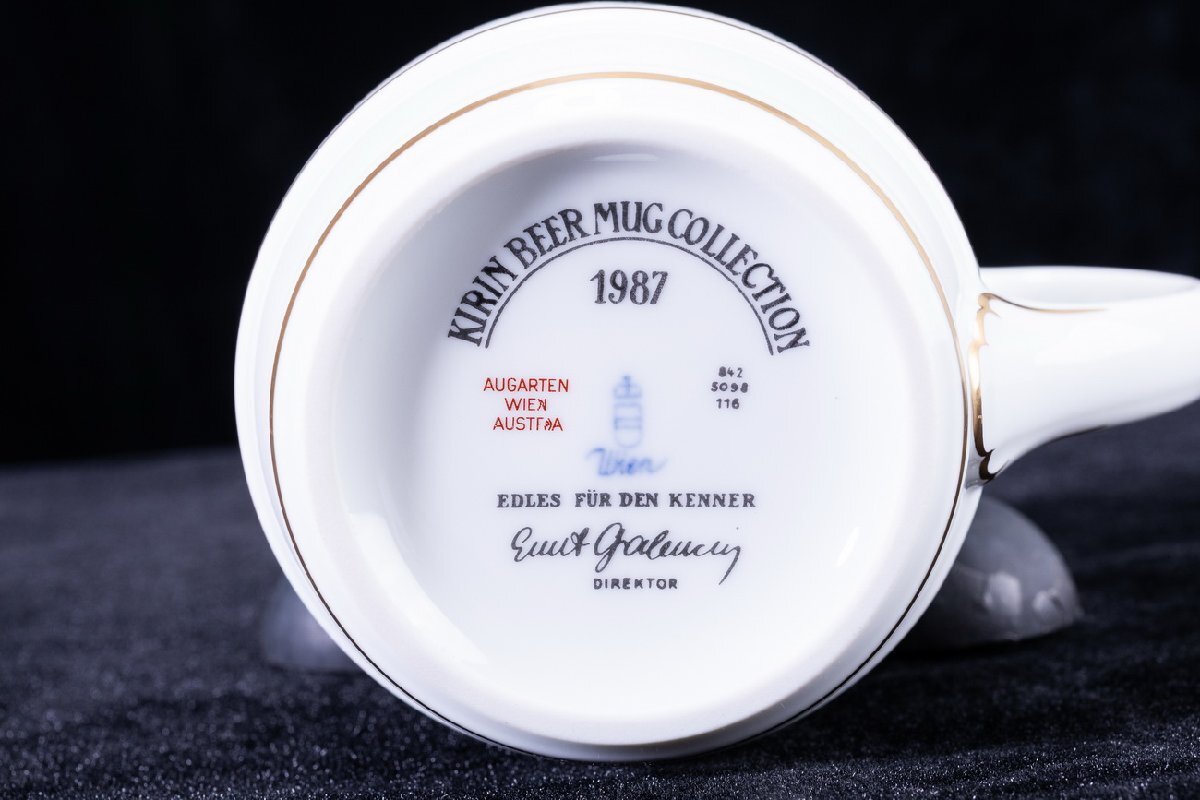 KIRIN BEER MUG COLLECTION
1987
AUGARTEN
WIEN
AUSTRIA
842
5098
116
Wien
EDLES FÜR DEN KENNER
DIREKTOR